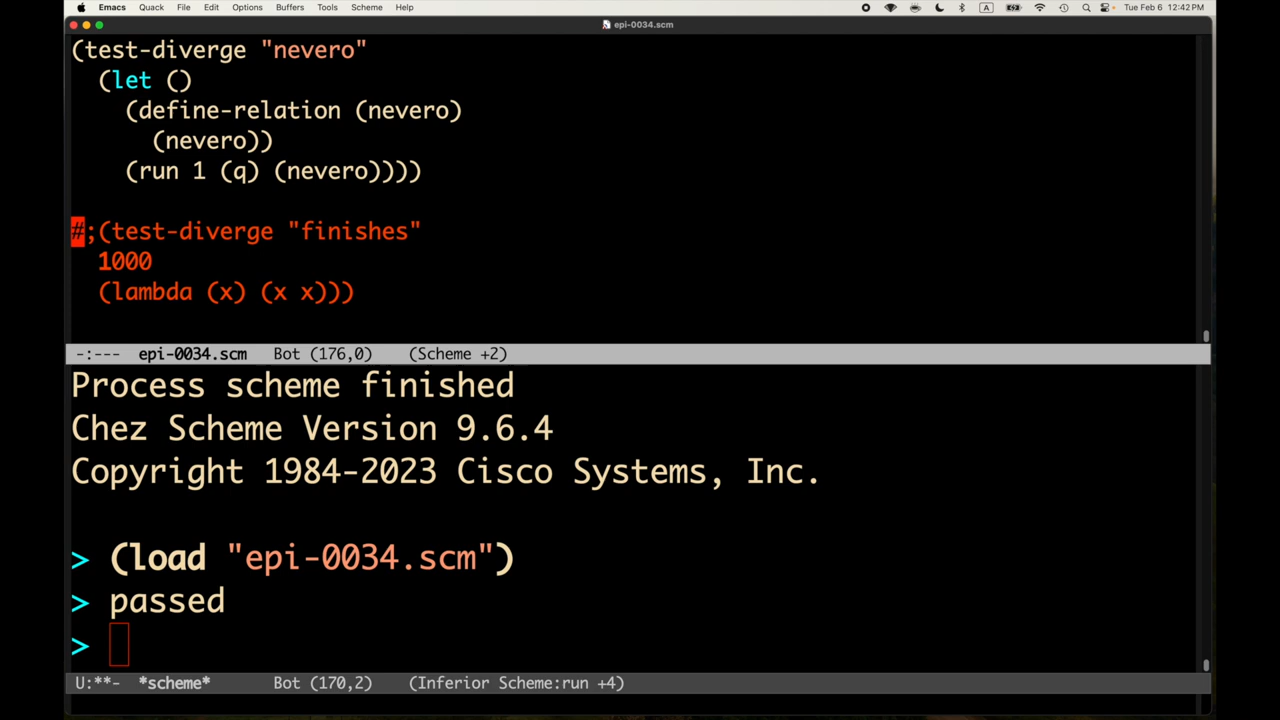 Emacs Quack File Edit Options Buffers Tools Scheme Help A Tue Feb 6 12:42 PM
epi-0034.scm
(test-diverge "nevero"
(let ()
(define-relation (nevero)
(nevero))
(run 1 (q) (nevero))))
#;(test-diverge "finishes"
1000
(lambda (x) (x x)))
-:--- epi-0034.scm Bot (176,0) (Scheme +2)
Process scheme finished
Chez Scheme Version 9.6.4
Copyright 1984-2023 Cisco Systems, Inc.
> (load "epi-0034.scm")
> passed
>
U:**- *scheme* Bot (170,2) (Inferior Scheme:run +4)